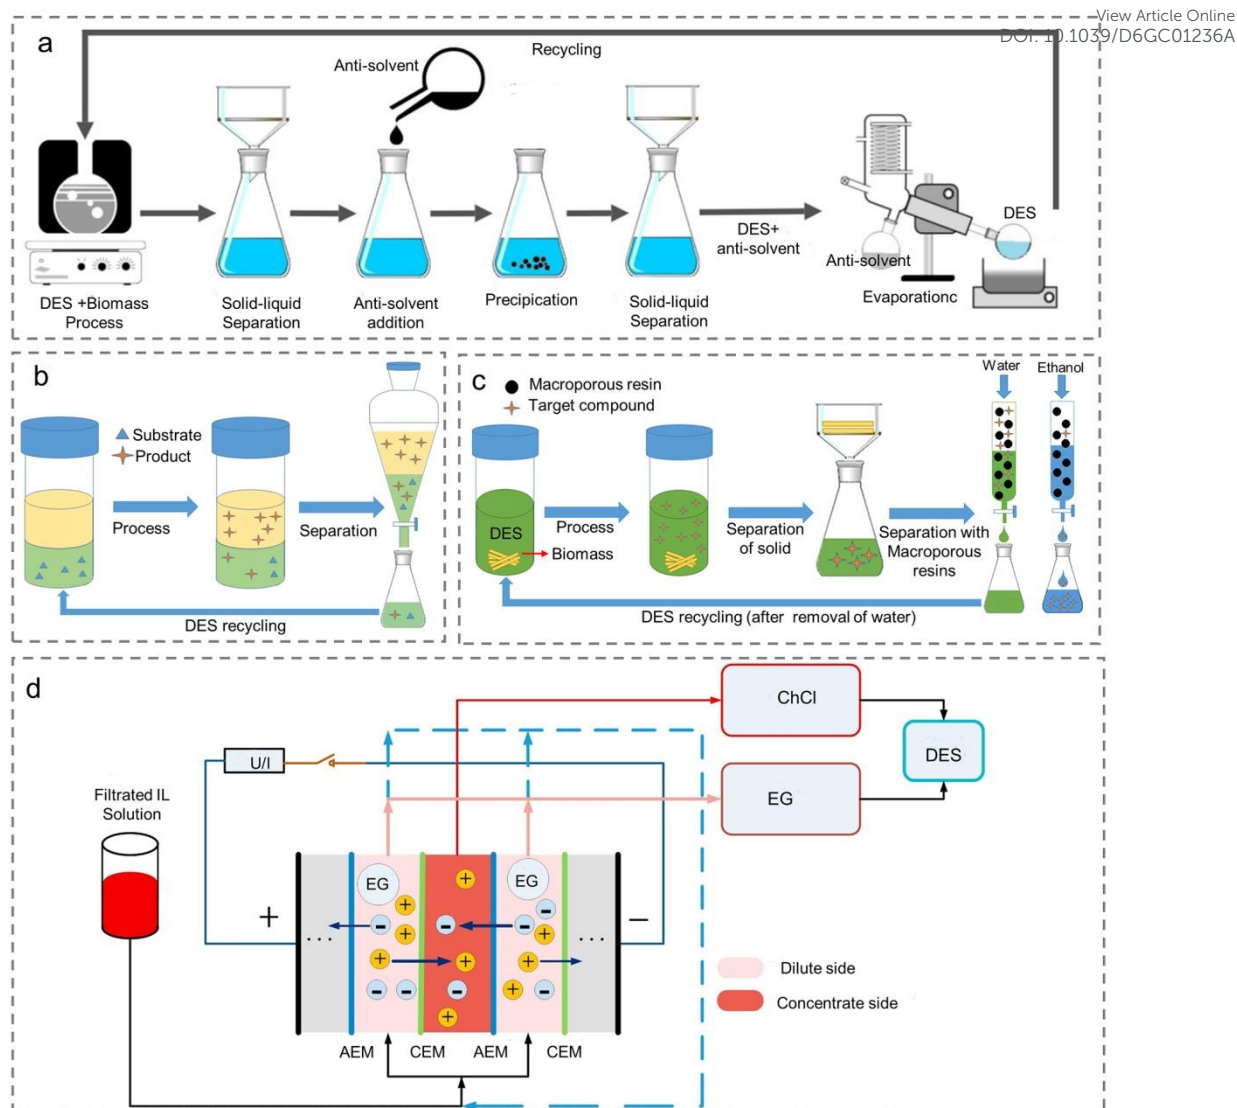 View Article Online
DOI: 10.1039/D6GC01236A
a
Recycling
Anti-solvent
DES+
anti-solvent
DES
Anti-solvent
DES +Biomass
Process
Solid-liquid
Separation
Anti-solvent
addition
Precipication
Solid-liquid
Separation
Evaporationc
b
Substrate
Product
Process
Separation
DES recycling
c
Macroporous resin
Target compound
Water
Ethanol
DES
Biomass
Process
Separation
of solid
Separation with
Macroporous
resins
DES recycling (after removal of water)
d
ChCl
DES
EG
U/I
Filtrated IL
Solution
EG
EG
+
−
...
...
+
+
+
+
+
+
+
+
+
-
-
-
-
-
-
-
-
AEM
CEM
AEM
CEM
Dilute side
Concentrate side